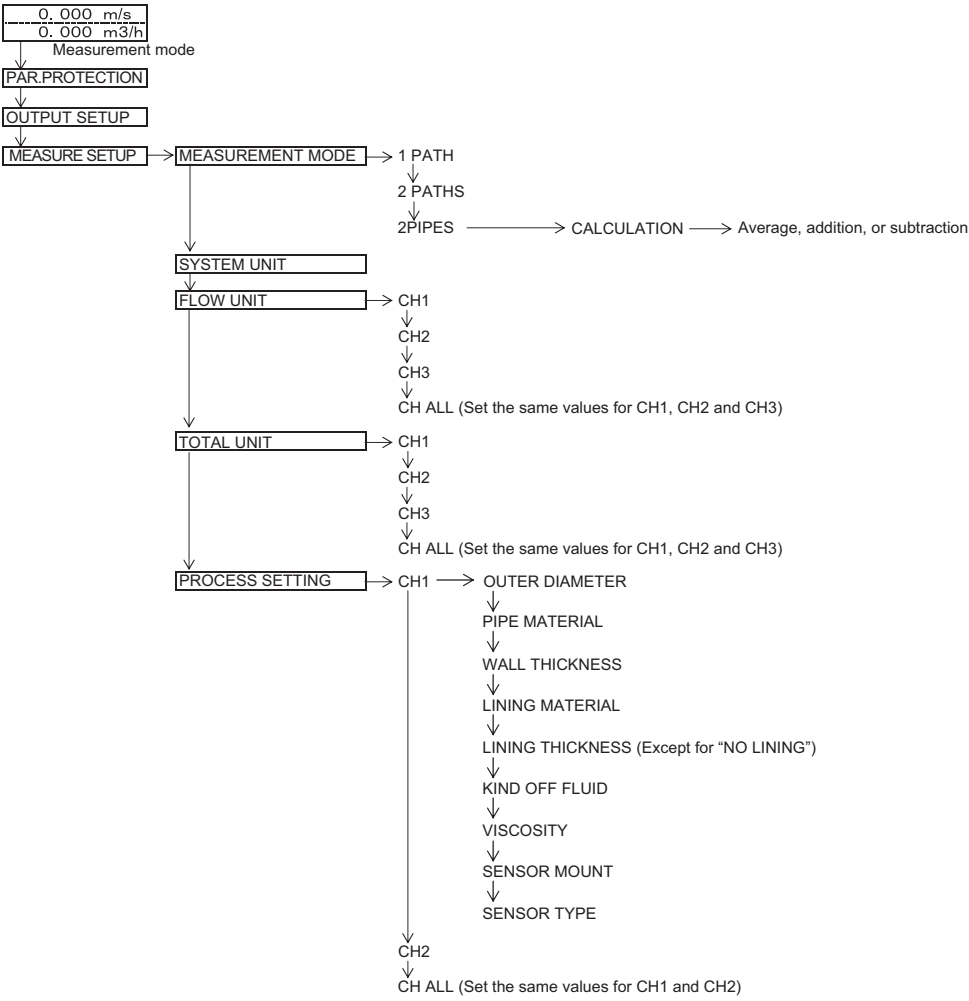 0. 000 m/s
0. 000 m3/h
Measurement mode
PAR.PROTECTION
OUTPUT SETUP
MEASURE SETUP
MEASUREMENT MODE
1 PATH
2 PATHS
2PIPES
CALCULATION
Average, addition, or subtraction
SYSTEM UNIT
FLOW UNIT
CH1
CH2
CH3
CH ALL (Set the same values for CH1, CH2 and CH3)
TOTAL UNIT
CH1
CH2
CH3
CH ALL (Set the same values for CH1, CH2 and CH3)
PROCESS SETTING
CH1
OUTER DIAMETER
PIPE MATERIAL
WALL THICKNESS
LINING MATERIAL
LINING THICKNESS (Except for “NO LINING”)
KIND OFF FLUID
VISCOSITY
SENSOR MOUNT
SENSOR TYPE
CH2
CH ALL (Set the same values for CH1 and CH2)